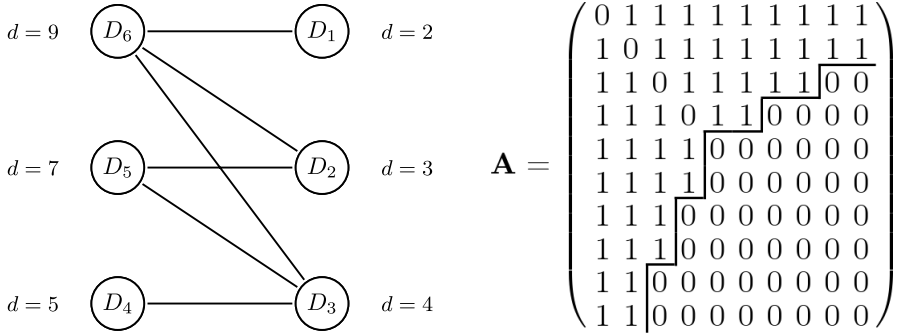 d = 9 D₆ D₁ d = 2
d = 7 D₅ D₂ d = 3
d = 5 D₄ D₃ d = 4
A =
0 1 1 1 1 1 1 1 1 1
1 0 1 1 1 1 1 1 1 1
1 1 0 1 1 1 1 1 0 0
1 1 1 0 1 1 0 0 0 0
1 1 1 1 0 0 0 0 0 0
1 1 1 1 0 0 0 0 0 0
1 1 1 0 0 0 0 0 0 0
1 1 1 0 0 0 0 0 0 0
1 1 0 0 0 0 0 0 0 0
1 1 0 0 0 0 0 0 0 0